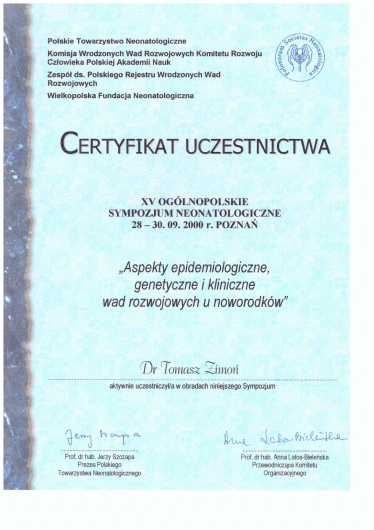 Polskie Towarzystwo Neonatologiczne
Komisja Wrodzonych Wad Rozwojowych Komitetu Rozwoju
Człowieka Polskiej Akademii Nauk
Zespół ds. Polskiego Rejestru Wrodzonych Wad
Rozwojowych
Wielkopolska Fundacja Neonatologiczna
Polonorum Societas Neonatologica
CERTYFIKAT UCZESTNICTWA
XV OGÓLNOPOLSKIE
SYMPOZJUM NEONATOLOGICZNE
28 – 30. 09. 2000 r. POZNAŃ
„Aspekty epidemiologiczne,
genetyczne i kliniczne
wad rozwojowych u noworodków”
Dr Tomasz Zimoń
aktywnie uczestniczył/a w obradach niniejszego Sympozjum
Prof. dr hab. Jerzy Szczapa
Prezes Polskiego
Towarzystwa Neonatologicznego
Prof. dr hab. Anna Latos-Bieleńska
Przewodnicząca Komitetu
Organizacyjnego